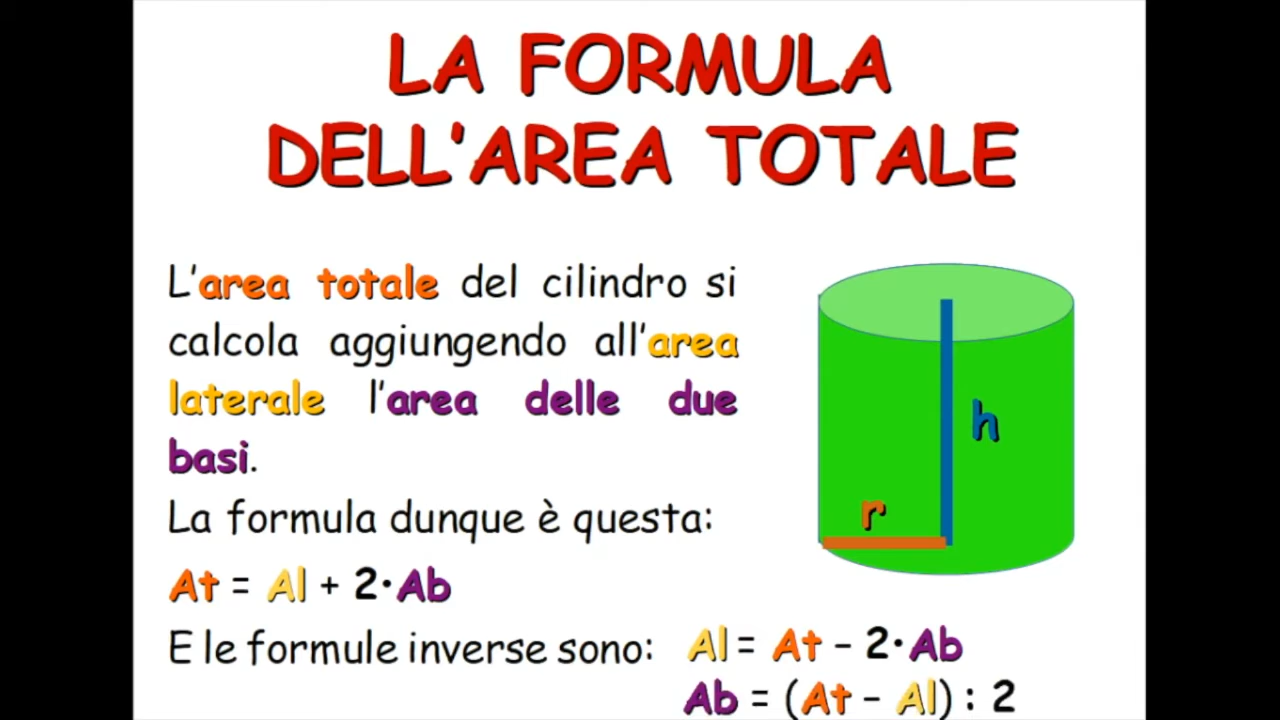 LA FORMULA
DELL'AREA TOTALE
L'area totale del cilindro si
calcola aggiungendo all'area
laterale l'area delle due
basi.
La formula dunque è questa:
At = Al + 2·Ab
E le formule inverse sono:
Al = At – 2·Ab
Ab = (At – Al) : 2
h
r